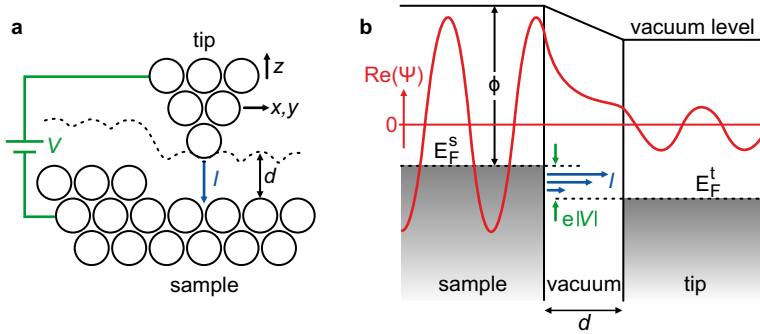 a
tip
z
x,y
V
I
d
sample
b
vacuum level
Re(Ψ)
ϕ
0
E_F^s
I
E_F^t
e|V|
sample
vacuum
tip
d